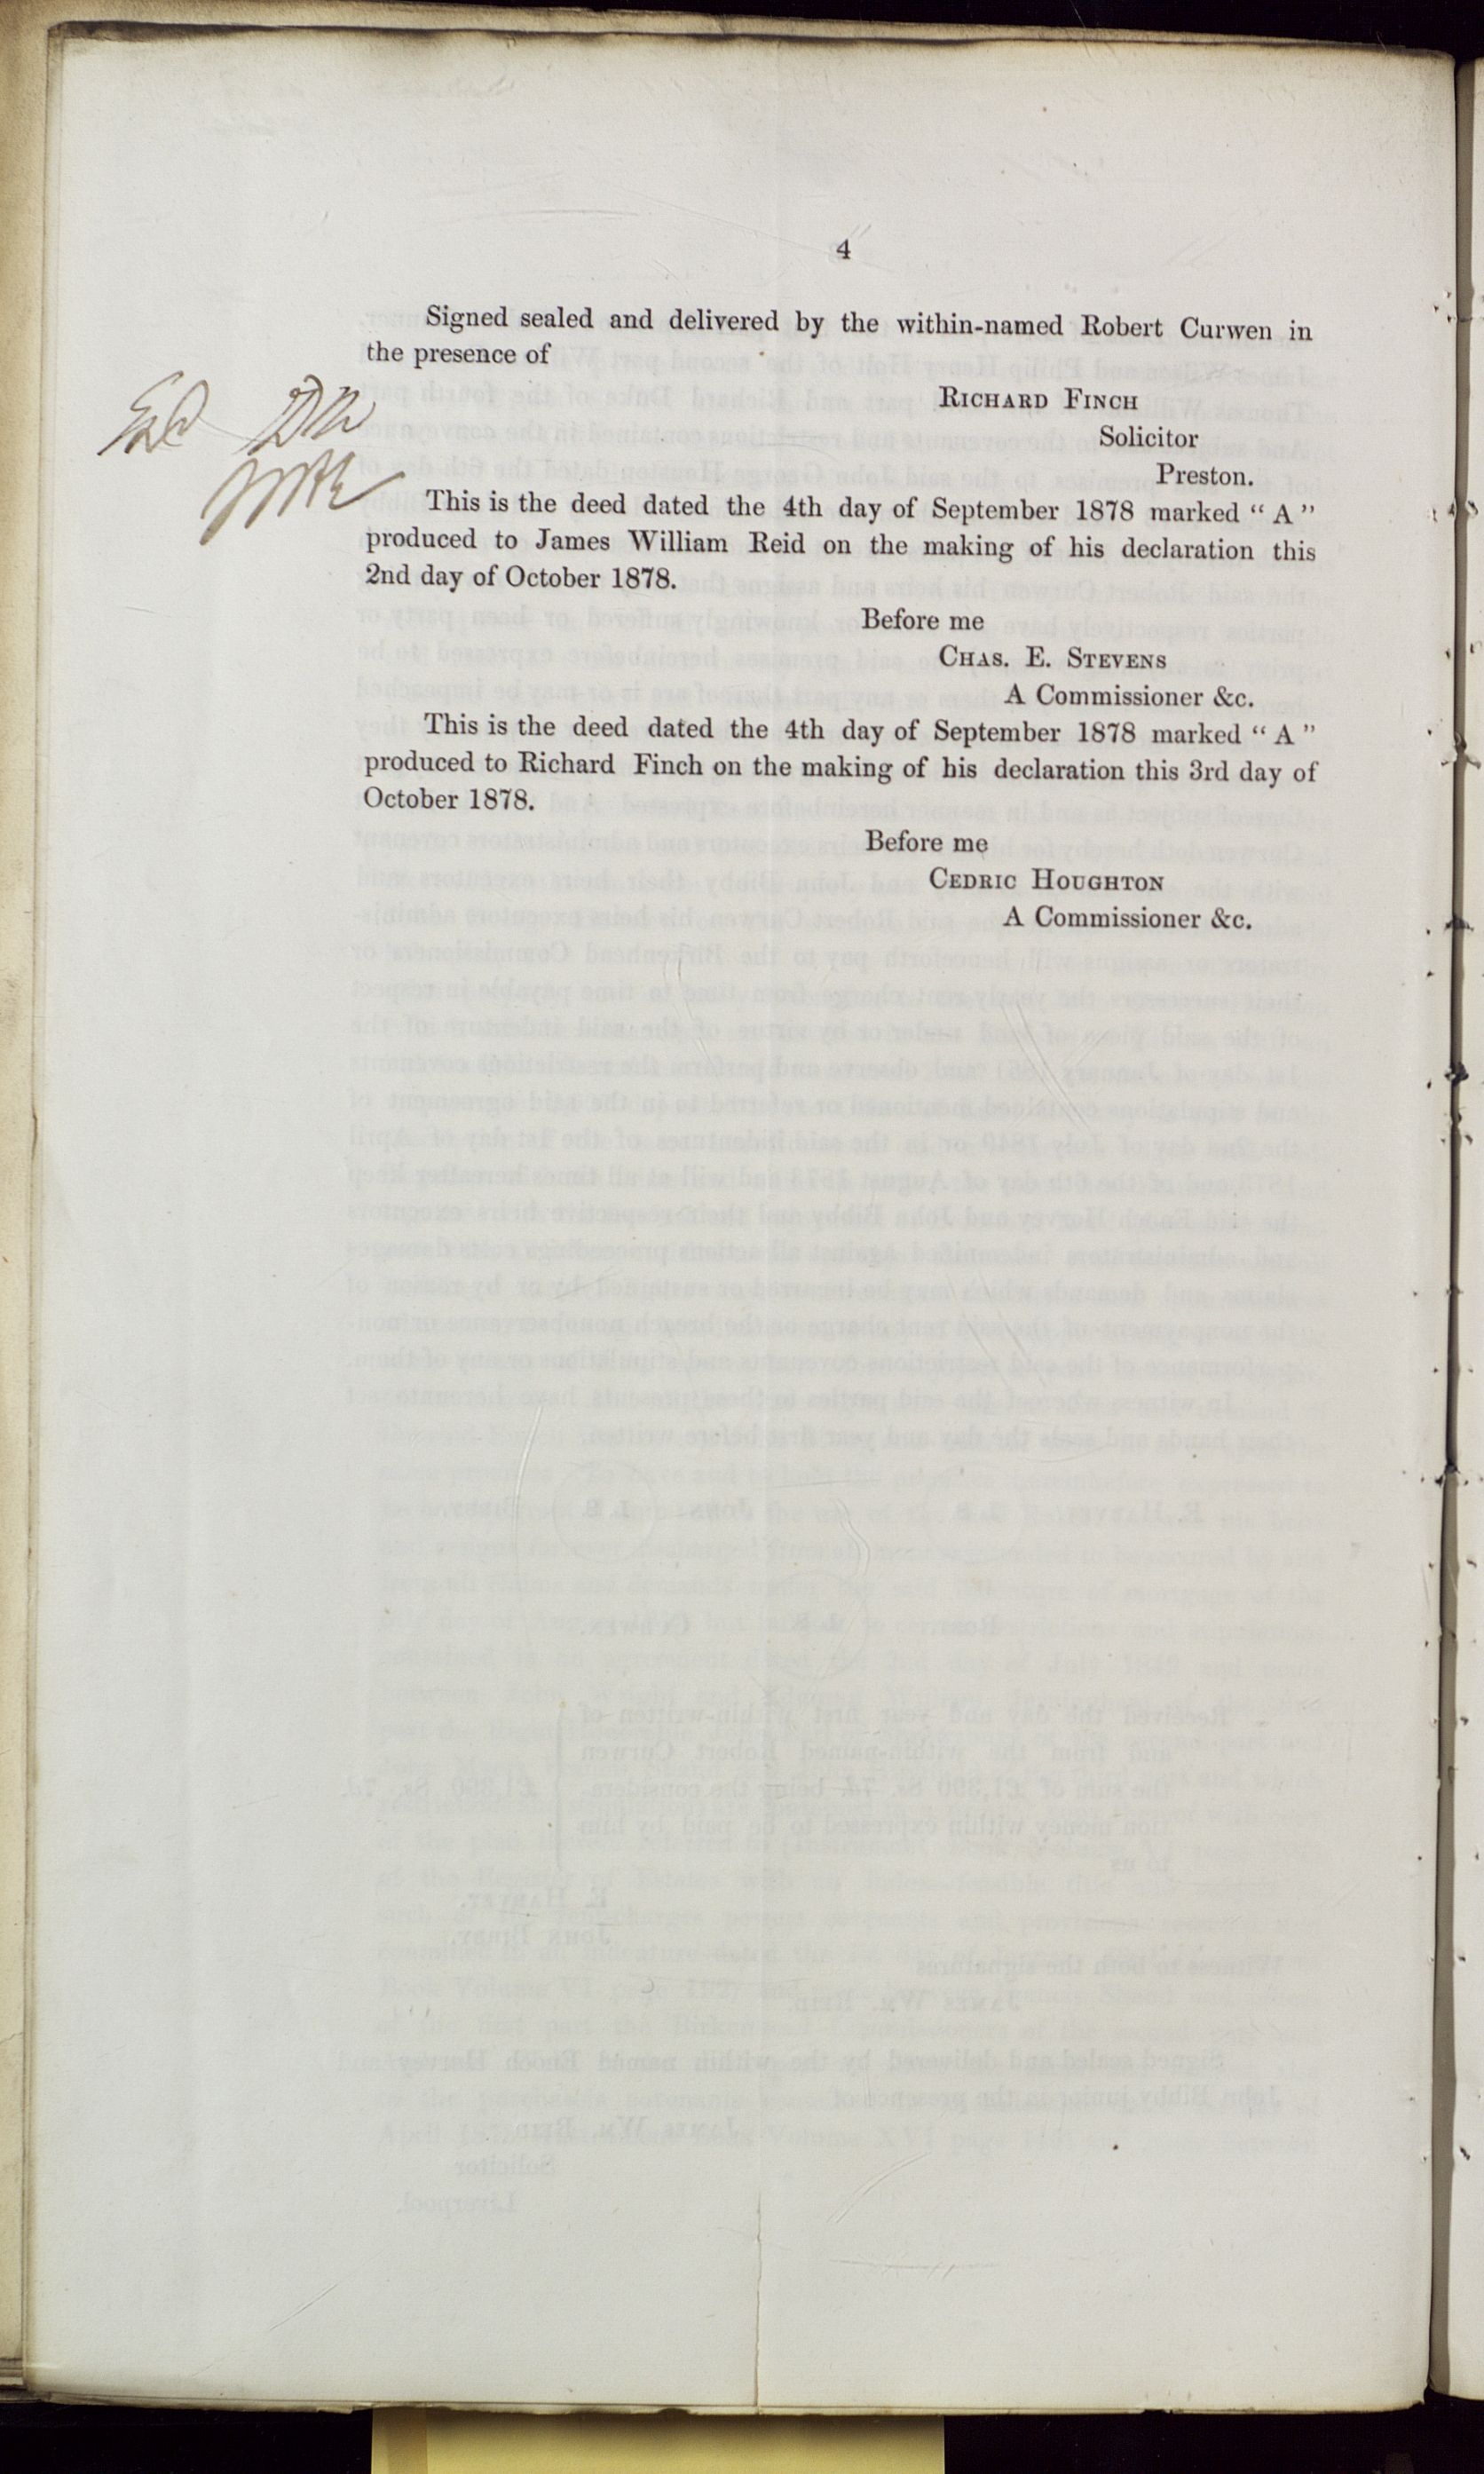 4
Signed sealed and delivered by the within-named Robert Curwen in
the presence of
RICHARD FINCH
Solicitor
Preston.
This is the deed dated the 4th day of September 1878 marked “ A ”
produced to James William Reid on the making of his declaration this
2nd day of October 1878.
Before me
CHAS. E. STEVENS
A Commissioner &c.
This is the deed dated the 4th day of September 1878 marked “ A ”
produced to Richard Finch on the making of his declaration this 3rd day of
October 1878.
Before me
CEDRIC HOUGHTON
A Commissioner &c.